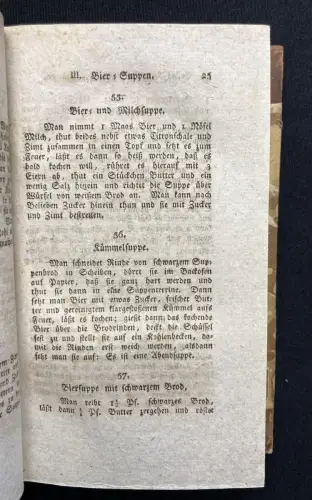 III. Bier-Suppen. 25
55.
Bier- und Milchsuppe.
Man nimmt 1 Maas Bier und 1 Nösel
Milch, thut beides nebst etwas Citronschale und
Zimt zusammen in einen Topf und setzt es zum
Feuer, läßt es dann so heiß werden, daß es
bald kochen will, rühret es hierauf mit 3
Eiern ab, thut ein Stückchen Butter und ein
wenig Salz hinein und richtet die Suppe über
Würfel von weißem Brod an. Man kann nach
Belieben Zucker hinein thun und sie mit Zucker
und Zimt bestreuen.
56.
Kümmelsuppe.
Man schneidet Rinde von schwarzem Sup-
penbrod in Scheiben, dörrt sie im Backofen
auf Papier, daß sie ganz hart werden und
thut sie dann in eine Suppenterrine. Dann
setzt man Bier mit etwas Zucker, frischer But-
ter und gereinigtem klargestoßenen Kümmel aufs
Feuer, läßt es kochen; gießt dann das kochende
Bier über die Brodrinden, deckt die Schüssel
fest zu und stellt sie auf ein Kohlenbecken, da-
mit die Rinden erst weich werden, alsdann
setzt man sie auf: Es ist eine Abendsuppe.
57.
Biersuppe mit schwarzem Brod.
Man reibt 1½ Pf. schwarzes Brod,
läßt dann ¼ Pf. Butter zergehen und röstet